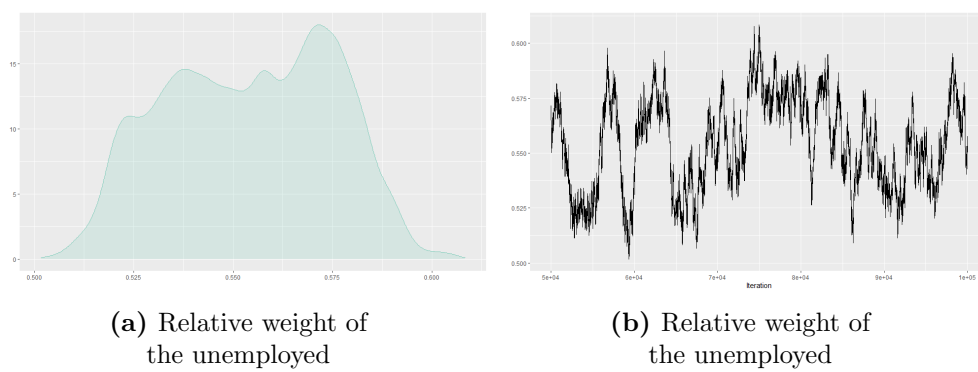 15
10
5
0
0.500 0.525 0.550 0.575 0.600
0.600
0.575
0.550
0.525
0.500
5e+04 6e+04 7e+04 8e+04 9e+04 1e+05
Iteration
(a) Relative weight of
the unemployed
(b) Relative weight of
the unemployed